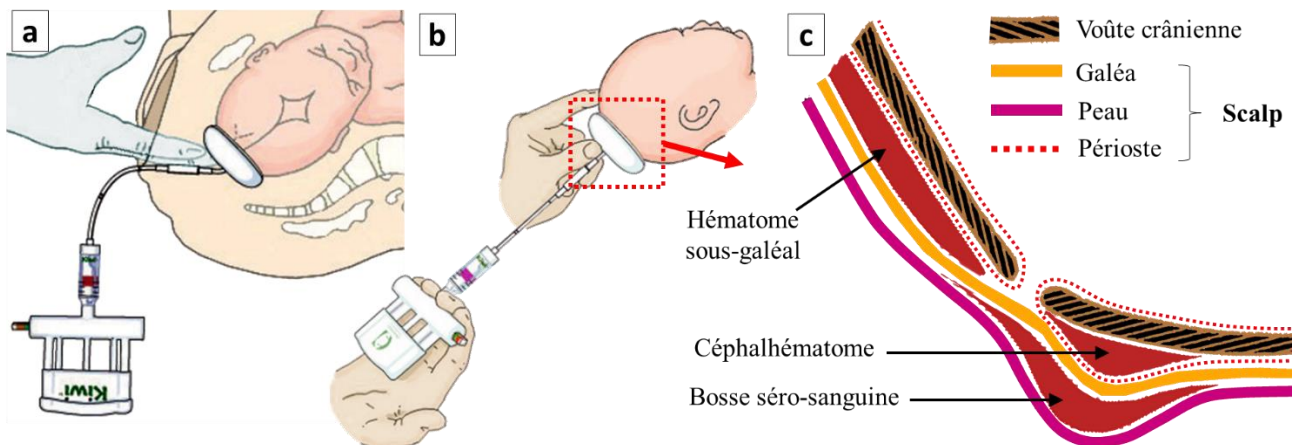 a
b
c
Voûte crânienne
Galéa
Peau
Périoste
Scalp
Hématome
sous-galéal
Céphalhématome
Bosse séro-sanguine
Kiwi